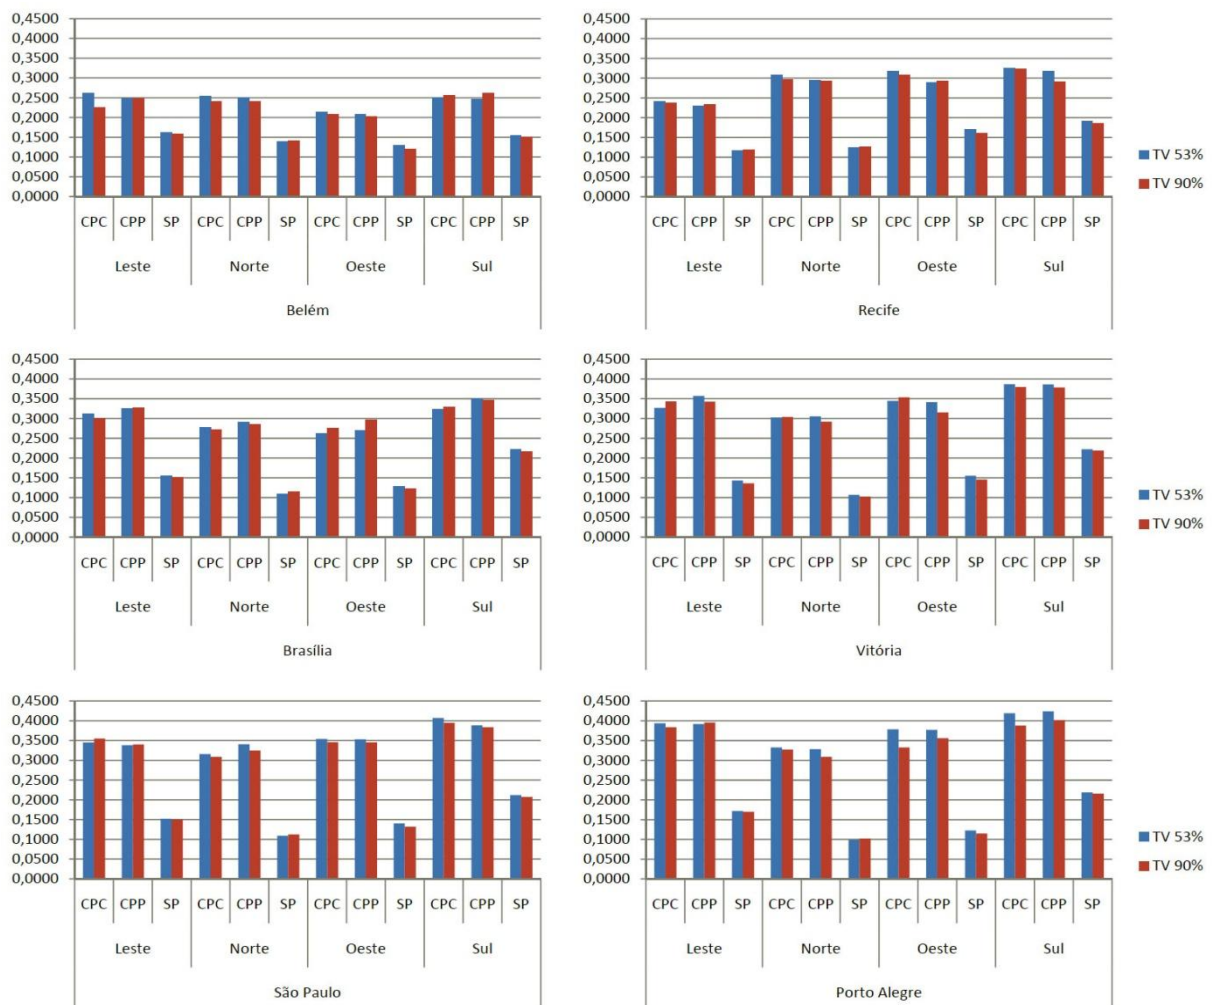 0,4500
0,4000
0,3500
0,3000
0,2500
0,2000
0,1500
0,1000
0,0500
0,0000
CPC CPP SP CPC CPP SP CPC CPP SP CPC CPP SP
Leste Norte Oeste Sul
Belém
0,4500
0,4000
0,3500
0,3000
0,2500
0,2000
0,1500
0,1000
0,0500
0,0000
CPC CPP SP CPC CPP SP CPC CPP SP CPC CPP SP
Leste Norte Oeste Sul
Recife
TV 53%
TV 90%
0,4500
0,4000
0,3500
0,3000
0,2500
0,2000
0,1500
0,1000
0,0500
0,0000
CPC CPP SP CPC CPP SP CPC CPP SP CPC CPP SP
Leste Norte Oeste Sul
Brasília
0,4500
0,4000
0,3500
0,3000
0,2500
0,2000
0,1500
0,1000
0,0500
0,0000
CPC CPP SP CPC CPP SP CPC CPP SP CPC CPP SP
Leste Norte Oeste Sul
Vitória
TV 53%
TV 90%
0,4500
0,4000
0,3500
0,3000
0,2500
0,2000
0,1500
0,1000
0,0500
0,0000
CPC CPP SP CPC CPP SP CPC CPP SP CPC CPP SP
Leste Norte Oeste Sul
São Paulo
0,4500
0,4000
0,3500
0,3000
0,2500
0,2000
0,1500
0,1000
0,0500
0,0000
CPC CPP SP CPC CPP SP CPC CPP SP CPC CPP SP
Leste Norte Oeste Sul
Porto Alegre
TV 53%
TV 90%